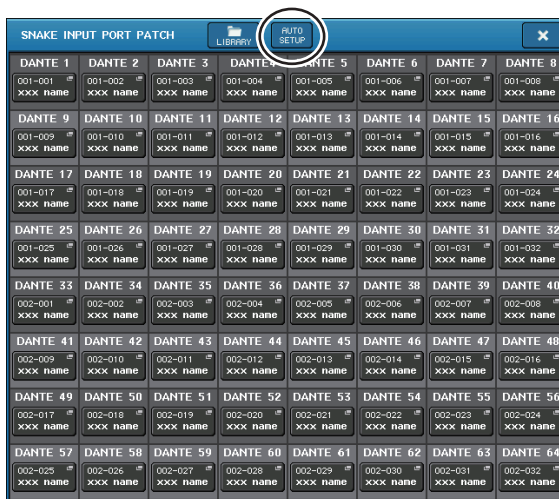 SNAKE INPUT PORT PATCH LIBRARY AUTO SETUP
DANTE 1 DANTE 2 DANTE 3 DANTE 4 DANTE 5 DANTE 6 DANTE 7 DANTE 8
001-001 001-002 001-003 001-004 001-005 001-006 001-007 001-008
xxx name xxx name xxx name xxx name xxx name xxx name xxx name xxx name
DANTE 9 DANTE 10 DANTE 11 DANTE 12 DANTE 13 DANTE 14 DANTE 15 DANTE 16
001-009 001-010 001-011 001-012 001-013 001-014 001-015 001-016
xxx name xxx name xxx name xxx name xxx name xxx name xxx name xxx name
DANTE 17 DANTE 18 DANTE 19 DANTE 20 DANTE 21 DANTE 22 DANTE 23 DANTE 24
001-017 001-018 001-019 001-020 001-021 001-022 001-023 001-024
xxx name xxx name xxx name xxx name xxx name xxx name xxx name xxx name
DANTE 25 DANTE 26 DANTE 27 DANTE 28 DANTE 29 DANTE 30 DANTE 31 DANTE 32
001-025 001-026 001-027 001-028 001-029 001-030 001-031 001-032
xxx name xxx name xxx name xxx name xxx name xxx name xxx name xxx name
DANTE 33 DANTE 34 DANTE 35 DANTE 36 DANTE 37 DANTE 38 DANTE 39 DANTE 40
002-001 002-002 002-003 002-004 002-005 002-006 002-007 002-008
xxx name xxx name xxx name xxx name xxx name xxx name xxx name xxx name
DANTE 41 DANTE 42 DANTE 43 DANTE 44 DANTE 45 DANTE 46 DANTE 47 DANTE 48
002-009 002-010 002-011 002-012 002-013 002-014 002-015 002-016
xxx name xxx name xxx name xxx name xxx name xxx name xxx name xxx name
DANTE 49 DANTE 50 DANTE 51 DANTE 52 DANTE 53 DANTE 54 DANTE 55 DANTE 56
002-017 002-018 002-019 002-020 002-021 002-022 002-023 002-024
xxx name xxx name xxx name xxx name xxx name xxx name xxx name xxx name
DANTE 57 DANTE 58 DANTE 59 DANTE 60 DANTE 61 DANTE 62 DANTE 63 DANTE 64
002-025 002-026 002-027 002-028 002-029 002-030 002-031 002-032
xxx name xxx name xxx name xxx name xxx name xxx name xxx name xxx name